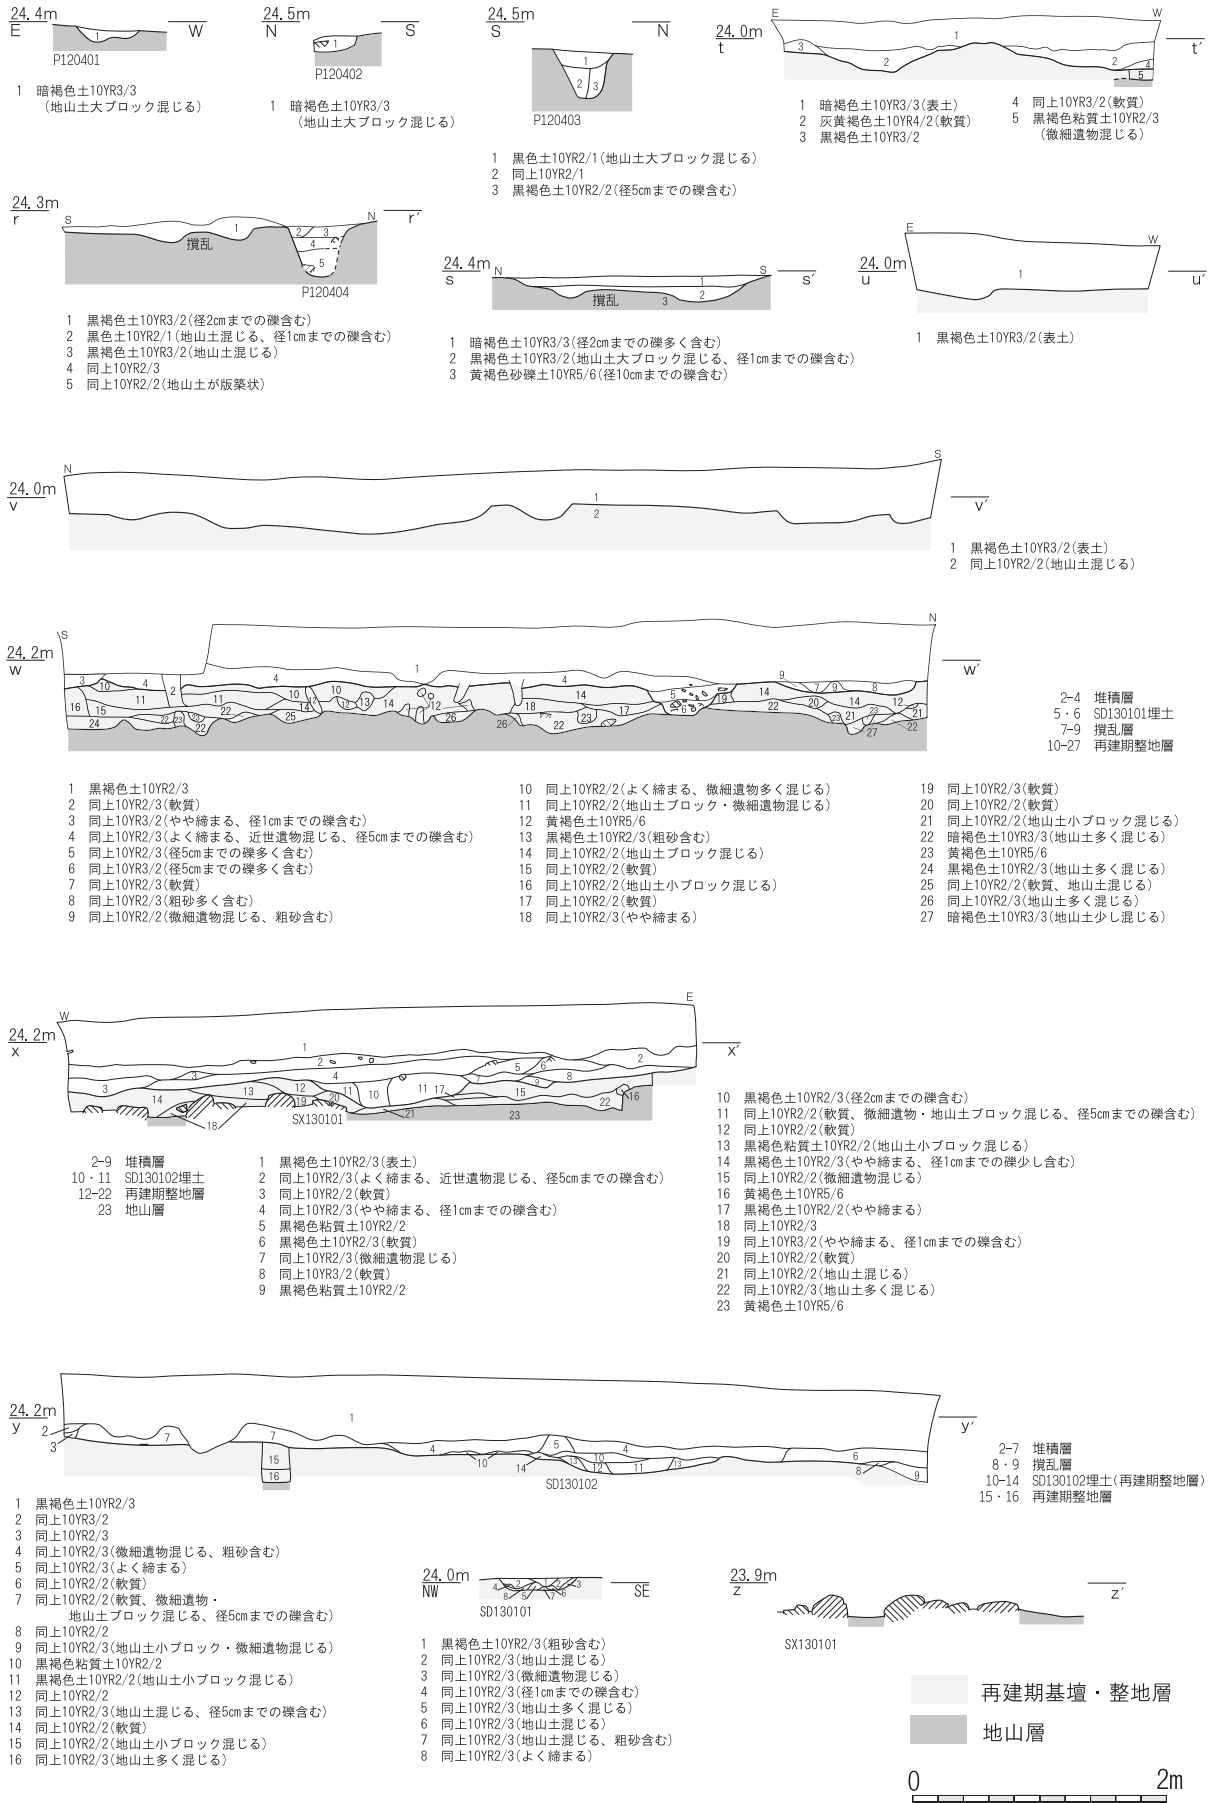 24.4m
E W
1
P120401
1 暗褐色土10YR3/3
（地山土大ブロック混じる）
24.5m
N S
1
P120402
1 暗褐色土10YR3/3
（地山土大ブロック混じる）
24.5m
S N
1
2 3
P120403
1 黒色土10YR2/1(地山土大ブロック混じる)
2 同上10YR2/1
3 黒褐色土10YR2/2(径5cmまでの礫含む)
E W
24.0m
t t′
1
3 2 2 4
5
1 暗褐色土10YR3/3(表土)
2 灰黄褐色土10YR4/2(軟質)
3 黒褐色土10YR3/2
4 同上10YR3/2(軟質)
5 黒褐色粘質土10YR2/3
（微細遺物混じる）
24.3m
r r′
S N
1 2 3
4
5
撹乱
P120404
1 黒褐色土10YR3/2(径2cmまでの礫含む)
2 黒色土10YR2/1(地山土混じる、径1cmまでの礫含む)
3 黒褐色土10YR3/2(地山土混じる)
4 同上10YR2/3
5 同上10YR2/2(地山土が版築状)
24.4m
s s′
N S
1
2
撹乱 3
1 暗褐色土10YR3/3(径2cmまでの礫多く含む)
2 黒褐色土10YR3/2(地山土大ブロック混じる、径1cmまでの礫含む)
3 黄褐色砂礫土10YR5/6(径10cmまでの礫含む)
E W
24.0m
u u′
1
1 黒褐色土10YR3/2(表土)
N S
24.0m
v v′
1
2
1 黒褐色土10YR3/2(表土)
2 同上10YR2/2(地山土混じる)
S N
24.2m
w w′
2-4 堆積層
5・6 SD130101埋土
7-9 撹乱層
10-27 再建期整地層
1 黒褐色土10YR2/3
2 同上10YR2/3(軟質)
3 同上10YR3/2(やや締まる、径1cmまでの礫含む)
4 同上10YR2/3(よく締まる、近世遺物混じる、径5cmまでの礫含む)
5 同上10YR2/3(径5cmまでの礫多く含む)
6 同上10YR3/2(径5cmまでの礫多く含む)
7 同上10YR2/3(軟質)
8 同上10YR2/3(粗砂多く含む)
9 同上10YR2/2(微細遺物混じる、粗砂含む)
10 同上10YR2/2(よく締まる、微細遺物多く混じる)
11 同上10YR2/2(地山土ブロック・微細遺物混じる)
12 黄褐色土10YR5/6
13 黒褐色土10YR2/3(粗砂含む)
14 同上10YR2/2(地山土ブロック混じる)
15 同上10YR2/2(軟質)
16 同上10YR2/2(地山土小ブロック混じる)
17 同上10YR2/2(軟質)
18 同上10YR2/3(やや締まる)
19 同上10YR2/3(軟質)
20 同上10YR2/2(軟質)
21 同上10YR2/2(地山土小ブロック混じる)
22 暗褐色土10YR3/3(地山土多く混じる)
23 黄褐色土10YR5/6
24 黒褐色土10YR2/3(地山土多く混じる)
25 同上10YR2/2(軟質、地山土混じる)
26 同上10YR2/3(地山土多く混じる)
27 暗褐色土10YR3/3(地山土少し混じる)
W E
24.2m
x x′
SX130101
2-9 堆積層
10・11 SD130102埋土
12-22 再建期整地層
23 地山層
1 黒褐色土10YR2/3(表土)
2 同上10YR2/3(よく締まる、近世遺物混じる、径5cmまでの礫含む)
3 同上10YR2/2(軟質)
4 同上10YR2/3(やや締まる、径1cmまでの礫含む)
5 黒褐色粘質土10YR2/2
6 黒褐色土10YR2/3(軟質)
7 同上10YR2/3(微細遺物混じる)
8 同上10YR3/2(軟質)
9 黒褐色粘質土10YR2/2
10 黒褐色土10YR2/3(径2cmまでの礫含む)
11 同上10YR2/2(軟質、微細遺物・地山土ブロック混じる、径5cmまでの礫含む)
12 同上10YR2/2(軟質)
13 黒褐色粘質土10YR2/2(地山土小ブロック混じる)
14 黒褐色土10YR2/3(やや締まる、径1cmまでの礫少し含む)
15 同上10YR2/2(微細遺物混じる)
16 黄褐色土10YR5/6
17 黒褐色土10YR2/2(やや締まる)
18 同上10YR2/3
19 同上10YR3/2(やや締まる、径1cmまでの礫含む)
20 同上10YR2/2(軟質)
21 同上10YR2/2(地山土混じる)
22 同上10YR2/3(地山土多く混じる)
23 黄褐色土10YR5/6
24.2m
y y′
SD130102
2-7 堆積層
8・9 撹乱層
10-14 SD130102埋土(再建期整地層)
15・16 再建期整地層
1 黒褐色土10YR2/3
2 同上10YR3/2
3 同上10YR2/3
4 同上10YR2/3(微細遺物混じる、粗砂含む)
5 同上10YR2/3(よく締まる)
6 同上10YR2/2(軟質)
7 同上10YR2/2(軟質、微細遺物・
地山土ブロック混じる、径5cmまでの礫含む)
8 同上10YR2/2
9 同上10YR2/3(地山土小ブロック・微細遺物混じる)
10 黒褐色粘質土10YR2/2
11 黒褐色土10YR2/2(地山土小ブロック混じる)
12 同上10YR2/2
13 同上10YR2/3(地山土混じる、径5cmまでの礫含む)
14 同上10YR2/2(軟質)
15 同上10YR2/2(地山土小ブロック混じる)
16 同上10YR2/3(地山土多く混じる)
24.0m
NW SE
SD130101
1 黒褐色土10YR2/3(粗砂含む)
2 同上10YR2/3(地山土混じる)
3 同上10YR2/3(微細遺物混じる)
4 同上10YR2/3(径1cmまでの礫含む)
5 同上10YR2/3(地山土多く混じる)
6 同上10YR2/3(地山土混じる)
7 同上10YR2/3(地山土混じる、粗砂含む)
8 同上10YR2/3(よく締まる)
23.9m
z z′
SX130101
再建期基壇・整地層
地山層
0 2m